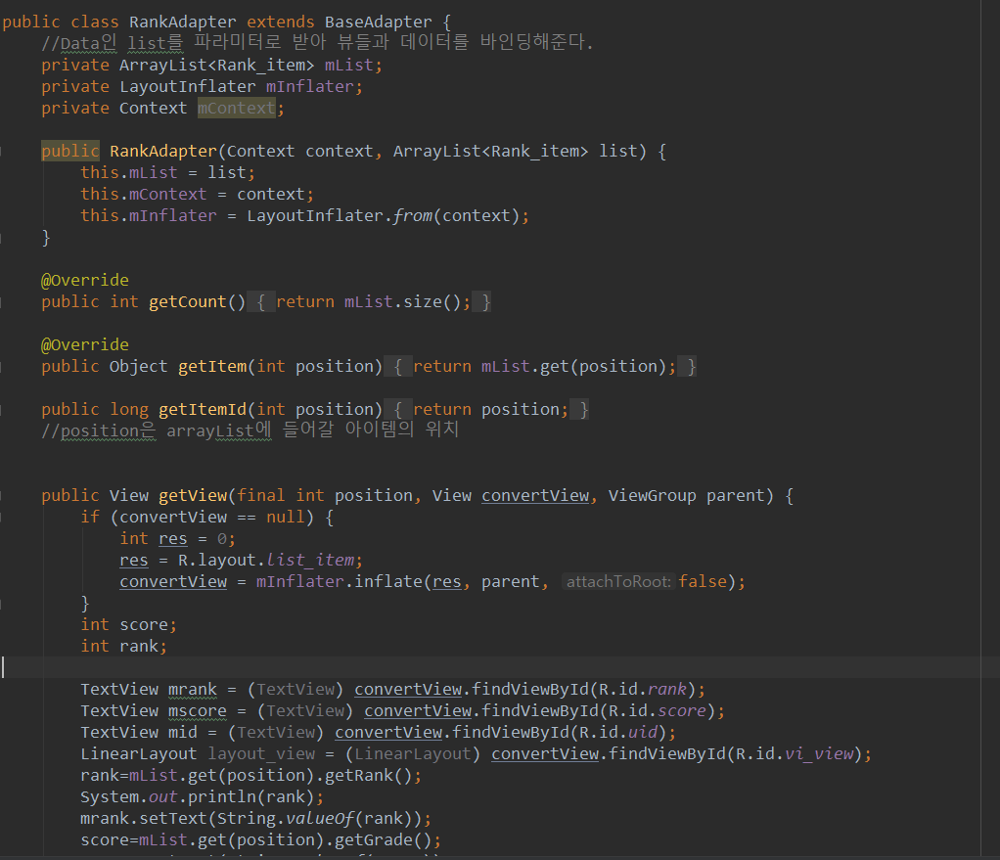 public class RankAdapter extends BaseAdapter {
//Data인 list를 파라미터로 받아 뷰들과 데이터를 바인딩해준다.
private ArrayList<Rank_item> mList;
private LayoutInflater mInflater;
private Context mContext;
public RankAdapter(Context context, ArrayList<Rank_item> list) {
this.mList = list;
this.mContext = context;
this.mInflater = LayoutInflater.from(context);
}
@Override
public int getCount() { return mList.size(); }
@Override
public Object getItem(int position) { return mList.get(position); }
public long getItemId(int position) { return position; }
//position은 arrayList에 들어갈 아이템의 위치
public View getView(final int position, View convertView, ViewGroup parent) {
if (convertView == null) {
int res = 0;
res = R.layout.list_item;
convertView = mInflater.inflate(res, parent, attachToRoot: false);
}
int score;
int rank;
TextView mrank = (TextView) convertView.findViewById(R.id.rank);
TextView mscore = (TextView) convertView.findViewById(R.id.score);
TextView mid = (TextView) convertView.findViewById(R.id.uid);
LinearLayout layout_view = (LinearLayout) convertView.findViewById(R.id.vi_view);
rank=mList.get(position).getRank();
System.out.println(rank);
mrank.setText(String.valueOf(rank));
score=mList.get(position).getGrade();